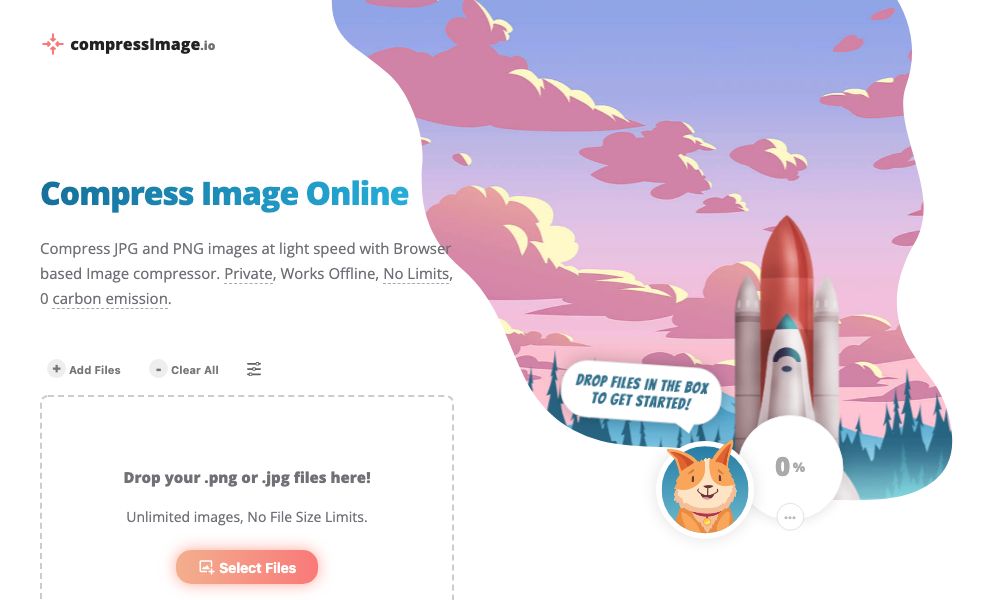 compressImage.io
Compress Image Online
Compress JPG and PNG images at light speed with Browser
based Image compressor. Private, Works Offline, No Limits,
0 carbon emission.
+ Add Files
- Clear All
Drop your .png or .jpg files here!
Unlimited images, No File Size Limits.
Select Files
DROP FILES IN THE BOX
TO GET STARTED!
0%